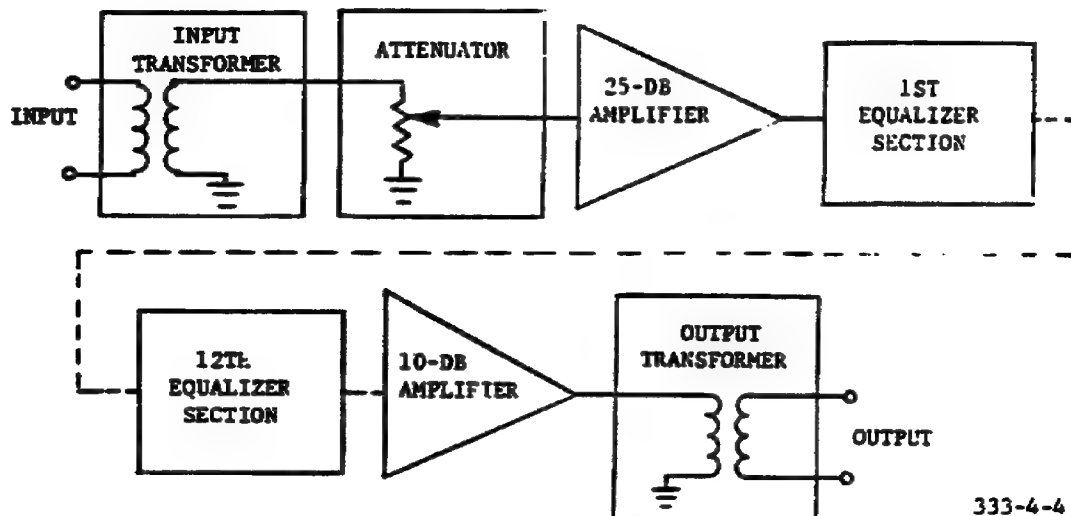 INPUT
TRANSFORMER
INPUT
ATTENUATOR
25-DB
AMPLIFIER
1ST
EQUALIZER
SECTION
12TH
EQUALIZER
SECTION
10-DB
AMPLIFIER
OUTPUT
TRANSFORMER
OUTPUT
333-4-4